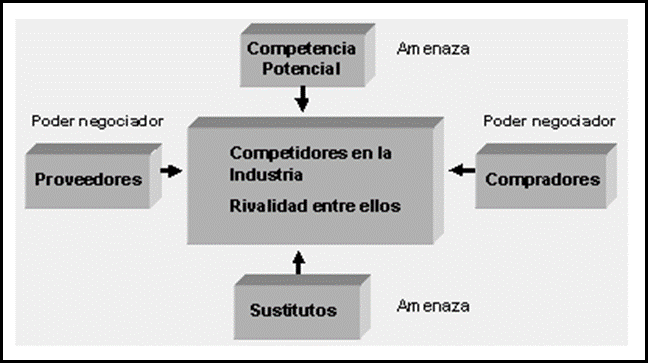 Competencia
Potencial
Amenaza
Poder negociador
Poder negociador
Proveedores
Competidores en la
Industria
Rivalidad entre ellos
Compradores
Sustitutos
Amenaza